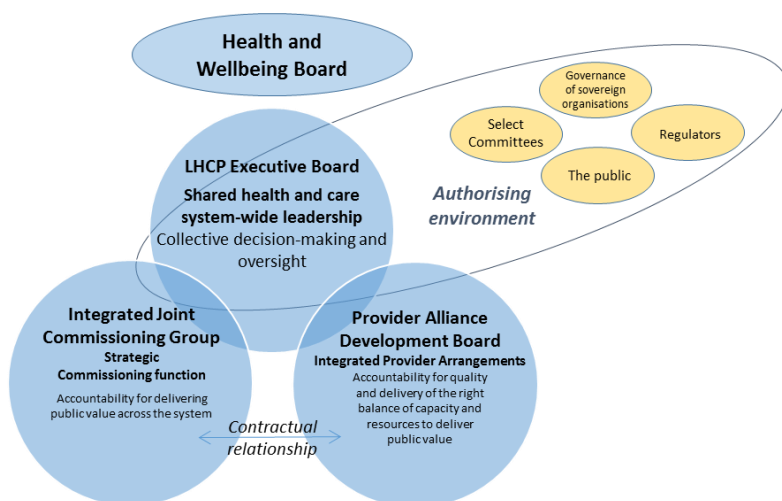 Health and
Wellbeing Board
Governance
of sovereign
organisations
Select
Committees
Regulators
The public
Authorising
environment
LHCP Executive Board
Shared health and care
system-wide leadership
Collective decision-making and
oversight
Integrated Joint
Commissioning Group
Strategic
Commissioning function
Accountability for delivering
public value across the system
Provider Alliance
Development Board
Integrated Provider Arrangements
Accountability for quality
and delivery of the right
balance of capacity and
resources to deliver
public value
Contractual
relationship